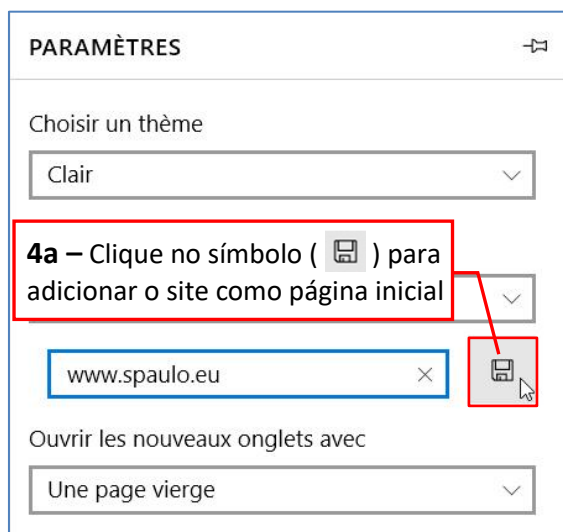 PARAMÈTRES
Choisir un thème
Clair
4a – Clique no símbolo ( ) para
adicionar o site como página inicial
www.spaulo.eu
Ouvrir les nouveaux onglets avec
Une page vierge